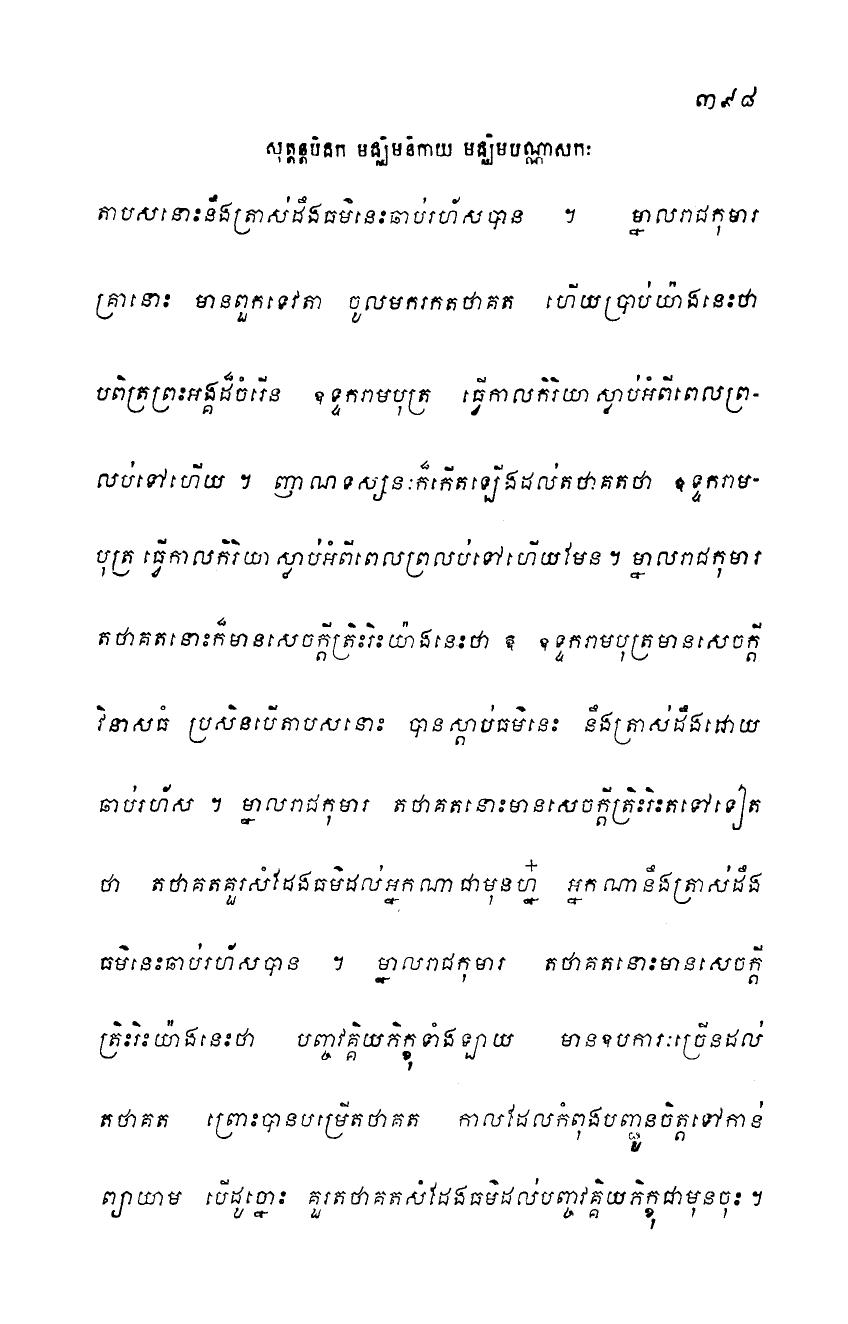 ៣៩៨
សុត្តន្តបិដក មជ្ឈិមនិកាយ មជ្ឈិមបណ្ណាសកៈ
តាបសនោះនឹងត្រាស់ដឹងធម៌នេះឆាប់រហ័សបាន ។ ម្នាលរាជកុមារ
គ្រានោះ មានពួកទេវតា ចូលមករកតថាគត ហើយប្រាប់យ៉ាងនេះថា
បពិត្រព្រះអង្គដ៏ចំរើន ឧទ្ទករាមបុត្រ ធ្វើកាលកិរិយា ស្លាប់អំពីពេលព្រ-
លប់ទៅហើយ ។ ញាណទស្សនៈក៏កើតឡើងដល់តថាគតថា ឧទ្ទករាម-
បុត្រ ធ្វើកាលកិរិយា ស្លាប់អំពីពេលព្រលប់ទៅហើយមែន ។ ម្នាលរាជកុមារ
តថាគតនោះក៏មានសេចក្តីត្រិះរិះយ៉ាងនេះថា ឱ ឧទ្ទករាមបុត្រមានសេចក្តី
វិនាសធំ ប្រសិនបើតាបសនោះ បានស្តាប់ធម៌នេះ នឹងត្រាស់ដឹងដោយ
ឆាប់រហ័ស ។ ម្នាលរាជកុមារ តថាគតនោះមានសេចក្តីត្រិះរិះតទៅទៀត
ថា តថាគតគួរសំដែងធម៌ដល់អ្នកណាជាមុនហ្ន៎ អ្នកណានឹងត្រាស់ដឹង
ធម៌នេះឆាប់រហ័សបាន ។ ម្នាលរាជកុមារ តថាគតនោះមានសេចក្តី
ត្រិះរិះយ៉ាងនេះថា បញ្ចវគ្គិយភិក្ខុទាំងឡាយ មានឧបការៈច្រើនដល់
តថាគត ព្រោះបានបម្រើតថាគត កាលដែលកំពុងបញ្ជូនចិត្តទៅកាន់
ព្យាយាម បើដូច្នោះ គួរតថាគតសំដែងធម៌ដល់បញ្ចវគ្គិយភិក្ខុជាមុនចុះ ។